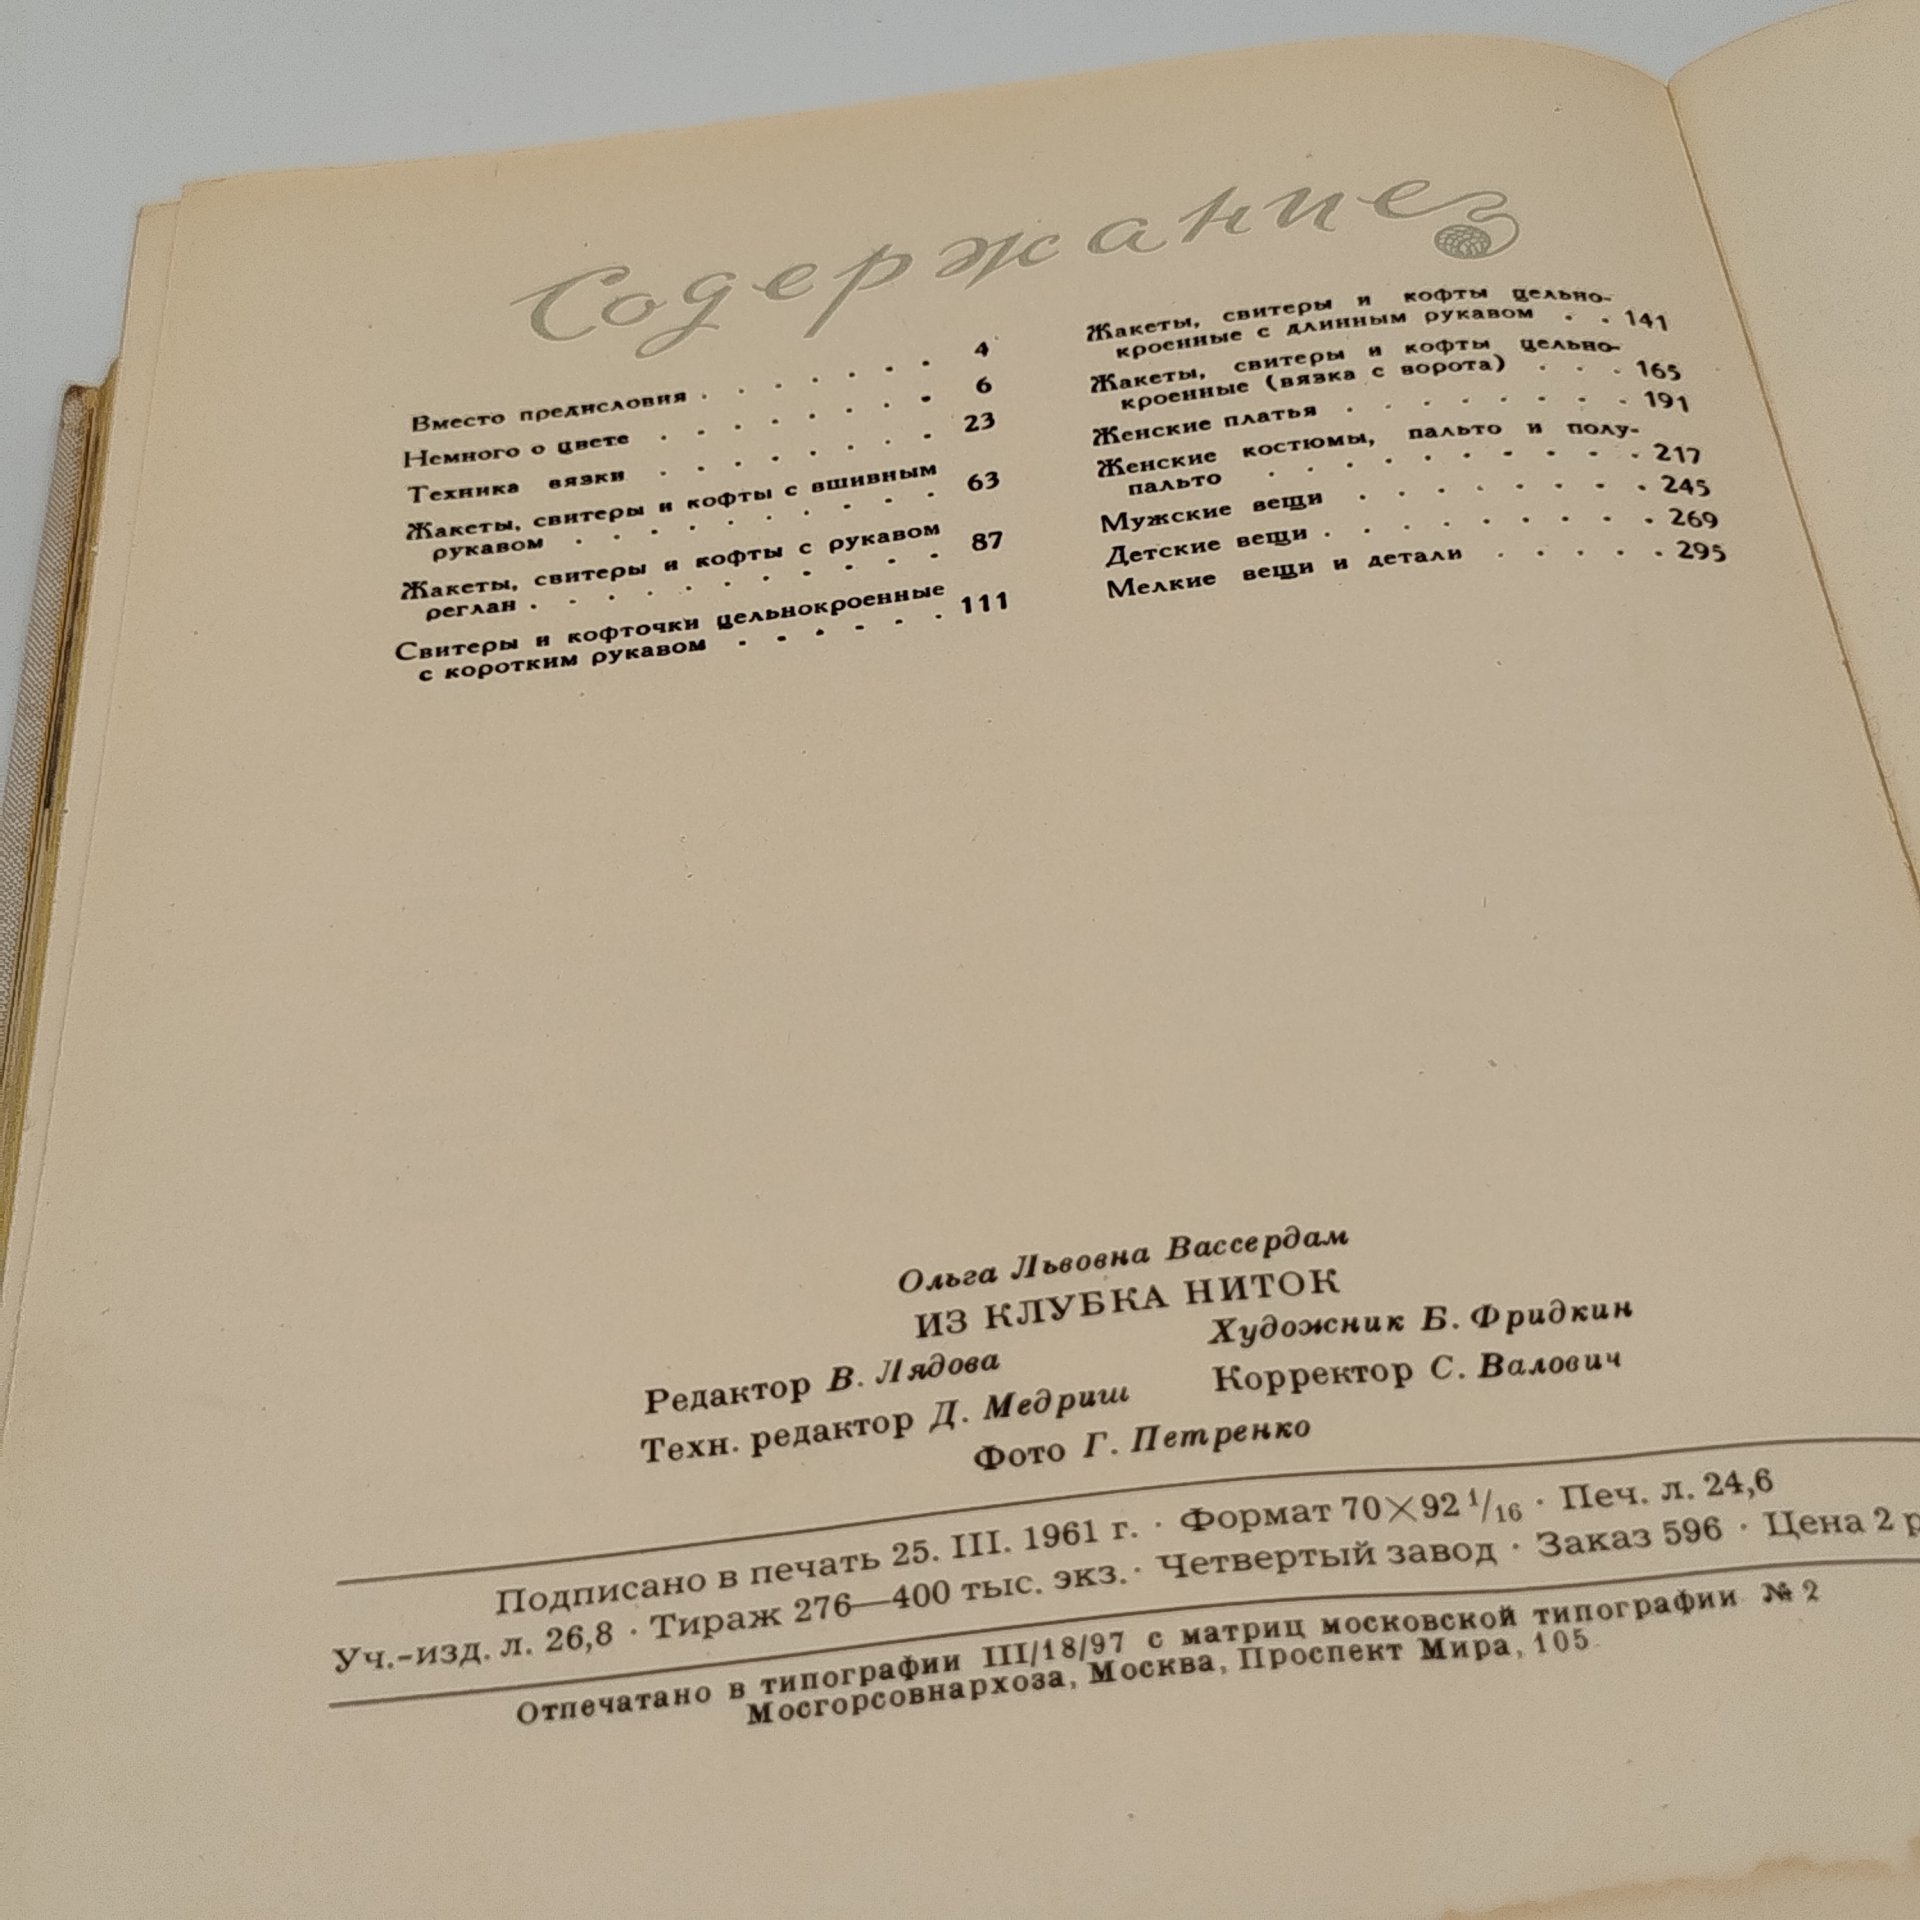 Содержание
Вместо предисловия . . . . . . . 4
Немного о цвете . . . . . . . . 6
Техника вязки . . . . . . . . 23
Жакеты, свитеры и кофты с вшивным
рукавом . . . . . . . . . . 63
Жакеты, свитеры и кофты с рукавом
реглан . . . . . . . . . . . 87
Свитеры и кофточки цельнокроенные
с коротким рукавом . . . . . . 111
Жакеты, свитеры и кофты цельно-
кроенные с длинным рукавом . . 141
Жакеты, свитеры и кофты цельно-
кроенные (вязка с ворота) . . . 165
Женские платья . . . . . . . . 191
Женские костюмы, пальто и полу-
пальто . . . . . . . . . . 217
Мужские вещи . . . . . . . . 245
Детские вещи . . . . . . . . . 269
Мелкие вещи и детали . . . . . 295
Ольга Львовна Вассердам
ИЗ КЛУБКА НИТОК
Редактор В. Лядова Художник Б. Фридкин
Техн. редактор Д. Медриш Корректор С. Валович
Фото Г. Петренко
Подписано в печать 25. III. 1961 г. · Формат 70×92 1/16 · Печ. л. 24,6
Уч.-изд. л. 26,8 · Тираж 276—400 тыс. экз. · Четвертый завод · Заказ 596 · Цена 2 р
Отпечатано в типографии III/18/97 с матриц московской типографии № 2
Мосгорсовнархоза, Москва, Проспект Мира, 105